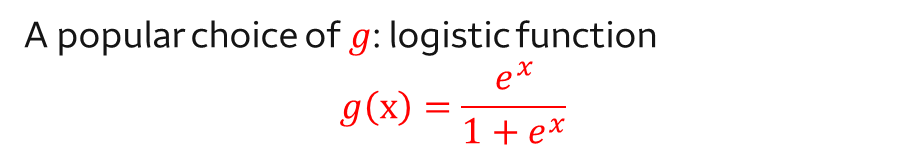 A popular choice of g: logistic function
g(x) = e^x / (1 + e^x)